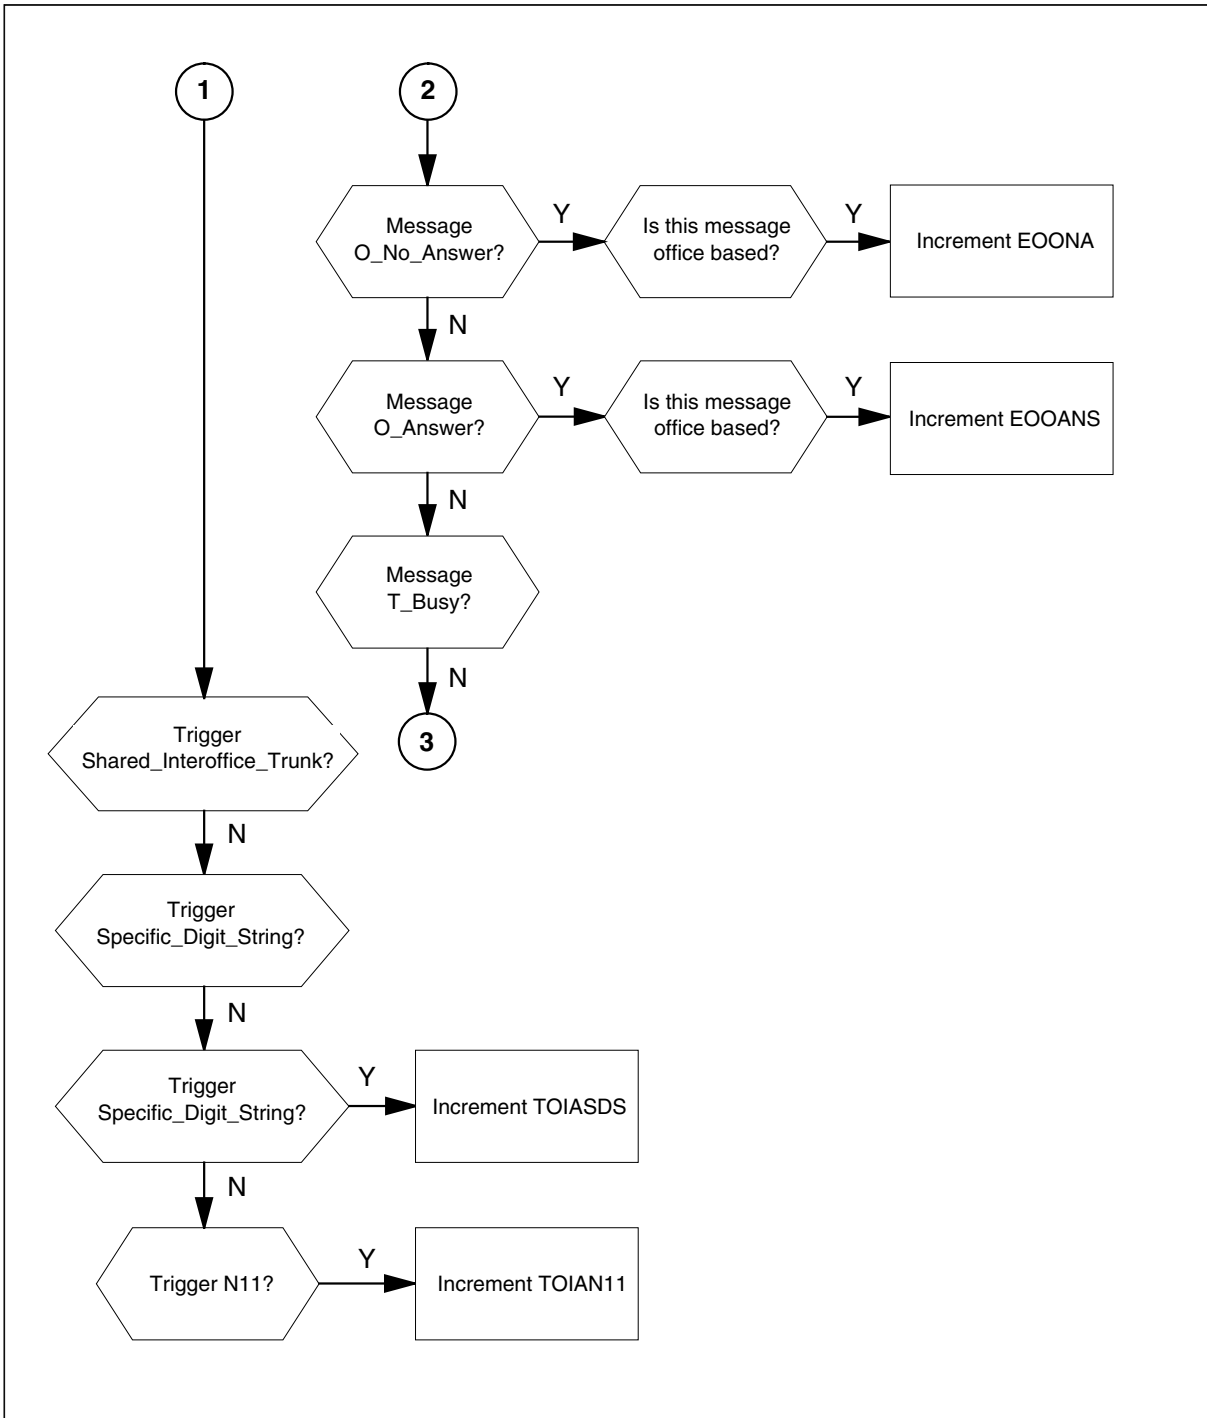 1
2
Message
O_No_Answer?
Y
Is this message
office based?
Y
Increment EOONA
N
Message
O_Answer?
Y
Is this message
office based?
Y
Increment EOOANS
N
Message
T_Busy?
N
3
Trigger
Shared_Interoffice_Trunk?
N
Trigger
Specific_Digit_String?
N
Trigger
Specific_Digit_String?
Y
Increment TOIASDS
N
Trigger N11?
Y
Increment TOIAN11